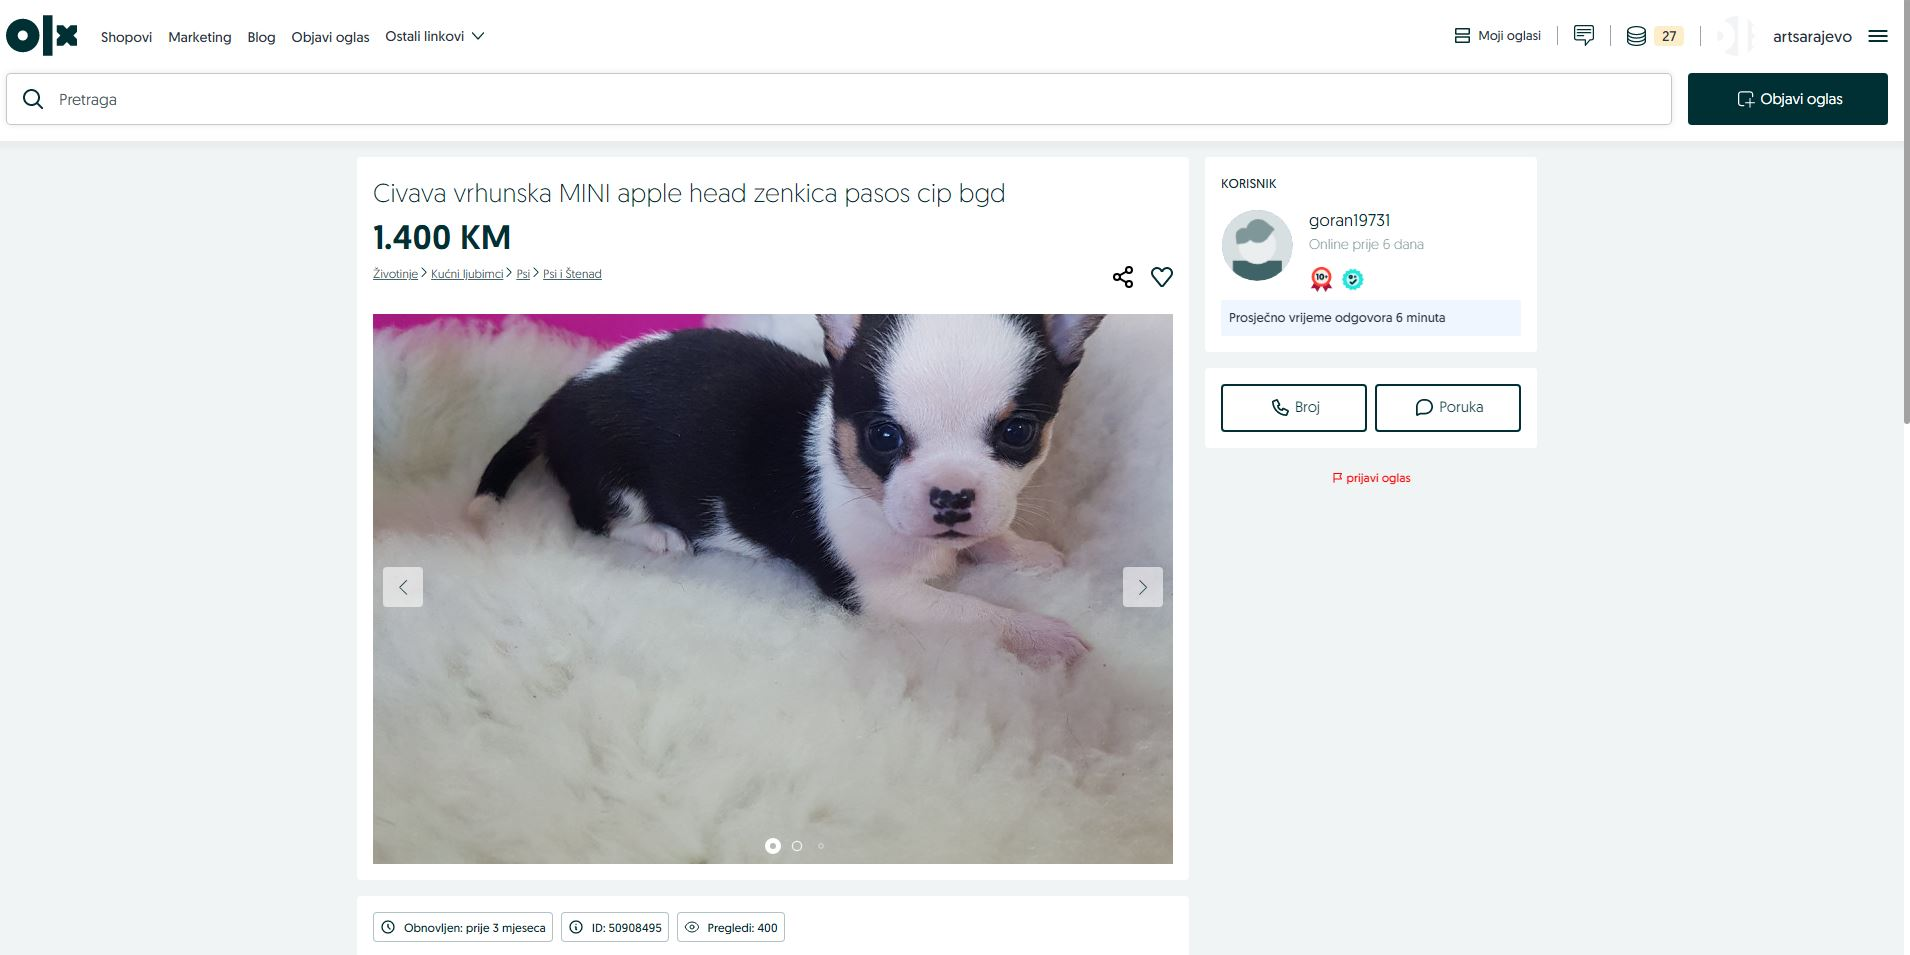 olx
Shopovi Marketing Blog Objavi oglas Ostali linkovi
Moji oglasi 27 artsarajevo
Pretraga
Objavi oglas
Civava vrhunska MINI apple head zenkica pasos cip bgd
1.400 KM
Životinje > Kućni ljubimci > Psi > Psi i Štenad
KORISNIK
goran19731
Online prije 6 dana
10+
Prosječno vrijeme odgovora 6 minuta
Broj Poruka
prijavi oglas
Obnovljen: prije 3 mjeseca ID: 50908495 Pregledi: 400